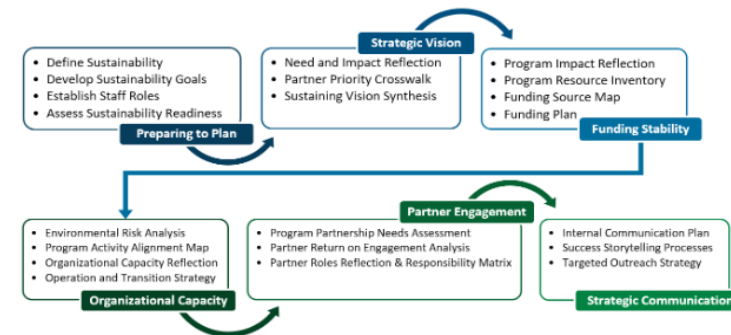 Strategic Vision
• Define Sustainability
• Develop Sustainability Goals
• Establish Staff Roles
• Assess Sustainability Readiness
Preparing to Plan
• Need and Impact Reflection
• Partner Priority Crosswalk
• Sustaining Vision Synthesis
• Program Impact Reflection
• Program Resource Inventory
• Funding Source Map
• Funding Plan
Funding Stability
Partner Engagement
• Environmental Risk Analysis
• Program Activity Alignment Map
• Organizational Capacity Reflection
• Operation and Transition Strategy
Organizational Capacity
• Program Partnership Needs Assessment
• Partner Return on Engagement Analysis
• Partner Roles Reflection & Responsibility Matrix
• Internal Communication Plan
• Success Storytelling Processes
• Targeted Outreach Strategy
Strategic Communication